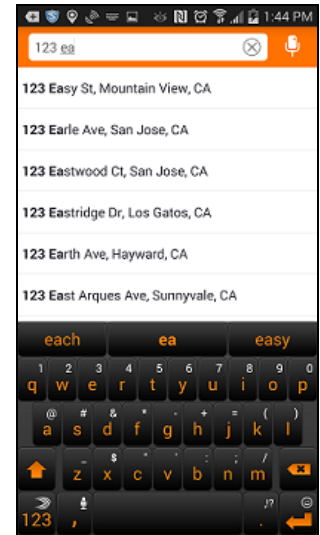 1:44 PM
123 ea
123 Easy St, Mountain View, CA
123 Earle Ave, San Jose, CA
123 Eastwood Ct, San Jose, CA
123 Eastridge Dr, Los Gatos, CA
123 Earth Ave, Hayward, CA
123 East Arques Ave, Sunnyvale, CA
each ea easy
1 2 3 4 5 6 7 8 9 0
q w e r t y u i o p
@ # & * - + = ( )
a s d f g h j k l
_ $ " ' : ; /
z x c v b n m
123 , ,!? .